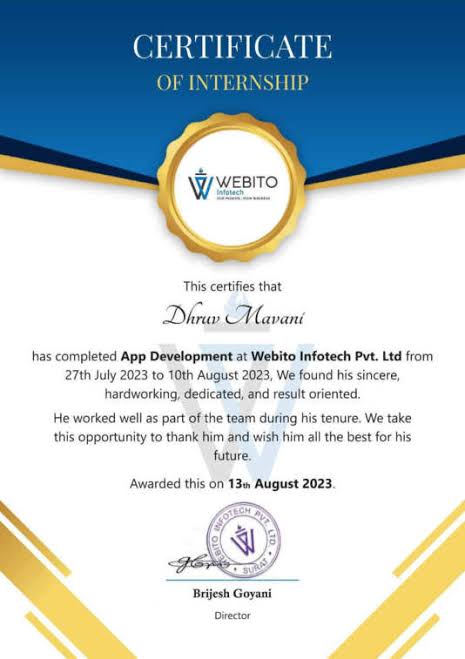 CERTIFICATE
OF INTERNSHIP
WEBITO
Infotech
This certifies that
Dhruv Mavani
has completed App Development at Webito Infotech Pvt. Ltd from
27th July 2023 to 10th August 2023, We found his sincere,
hardworking, dedicated, and result oriented.
He worked well as part of the team during his tenure. We take
this opportunity to thank him and wish him all the best for his
future.
Awarded this on 13th August 2023.
WEBITO INFOTECH PVT. LTD.
SURAT
Brijesh Goyani
Director